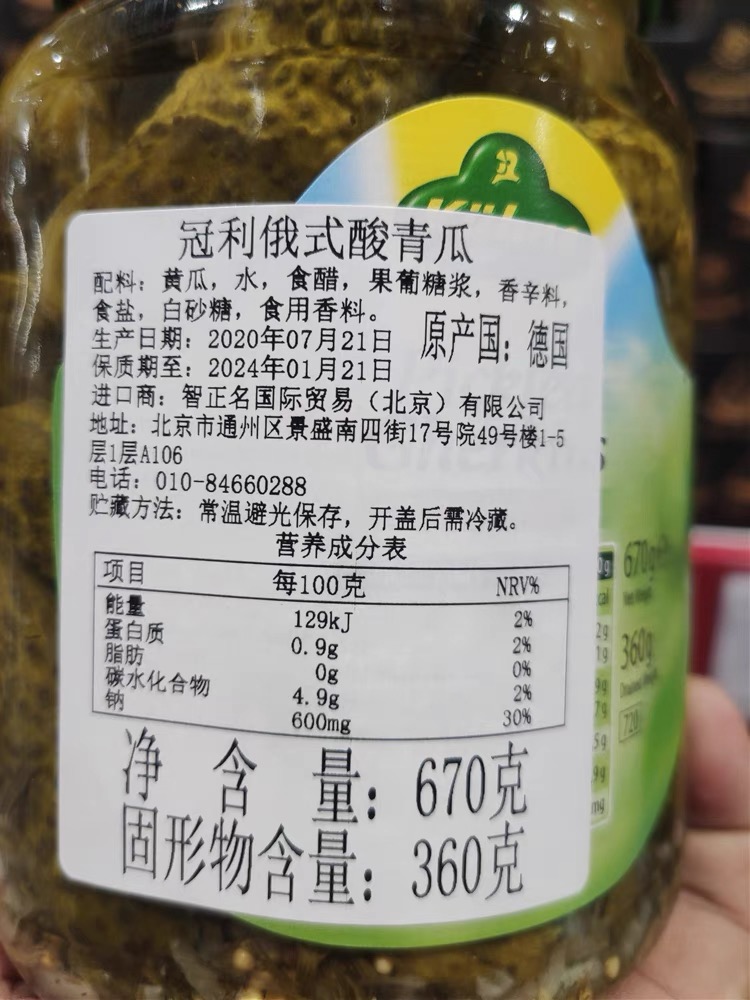 冠利俄式酸青瓜
配料：黄瓜，水，食醋，果葡糖浆，香辛料，
食盐，白砂糖，食用香料。
生产日期：2020年07月21日 原产国：德国
保质期至：2024年01月21日
进口商：智正名国际贸易（北京）有限公司
地址：北京市通州区景盛南四街17号院49号楼1-5
层1层A106
电话：010-84660288
贮藏方法：常温避光保存，开盖后需冷藏。
营养成分表
项目 每100克 NRV%
能量 129kJ 2%
蛋白质 0.9g 2%
脂肪 0g 0%
碳水化合物 4.9g 2%
钠 600mg 30%
净含量：670克
固形物含量：360克
670g
360g
720